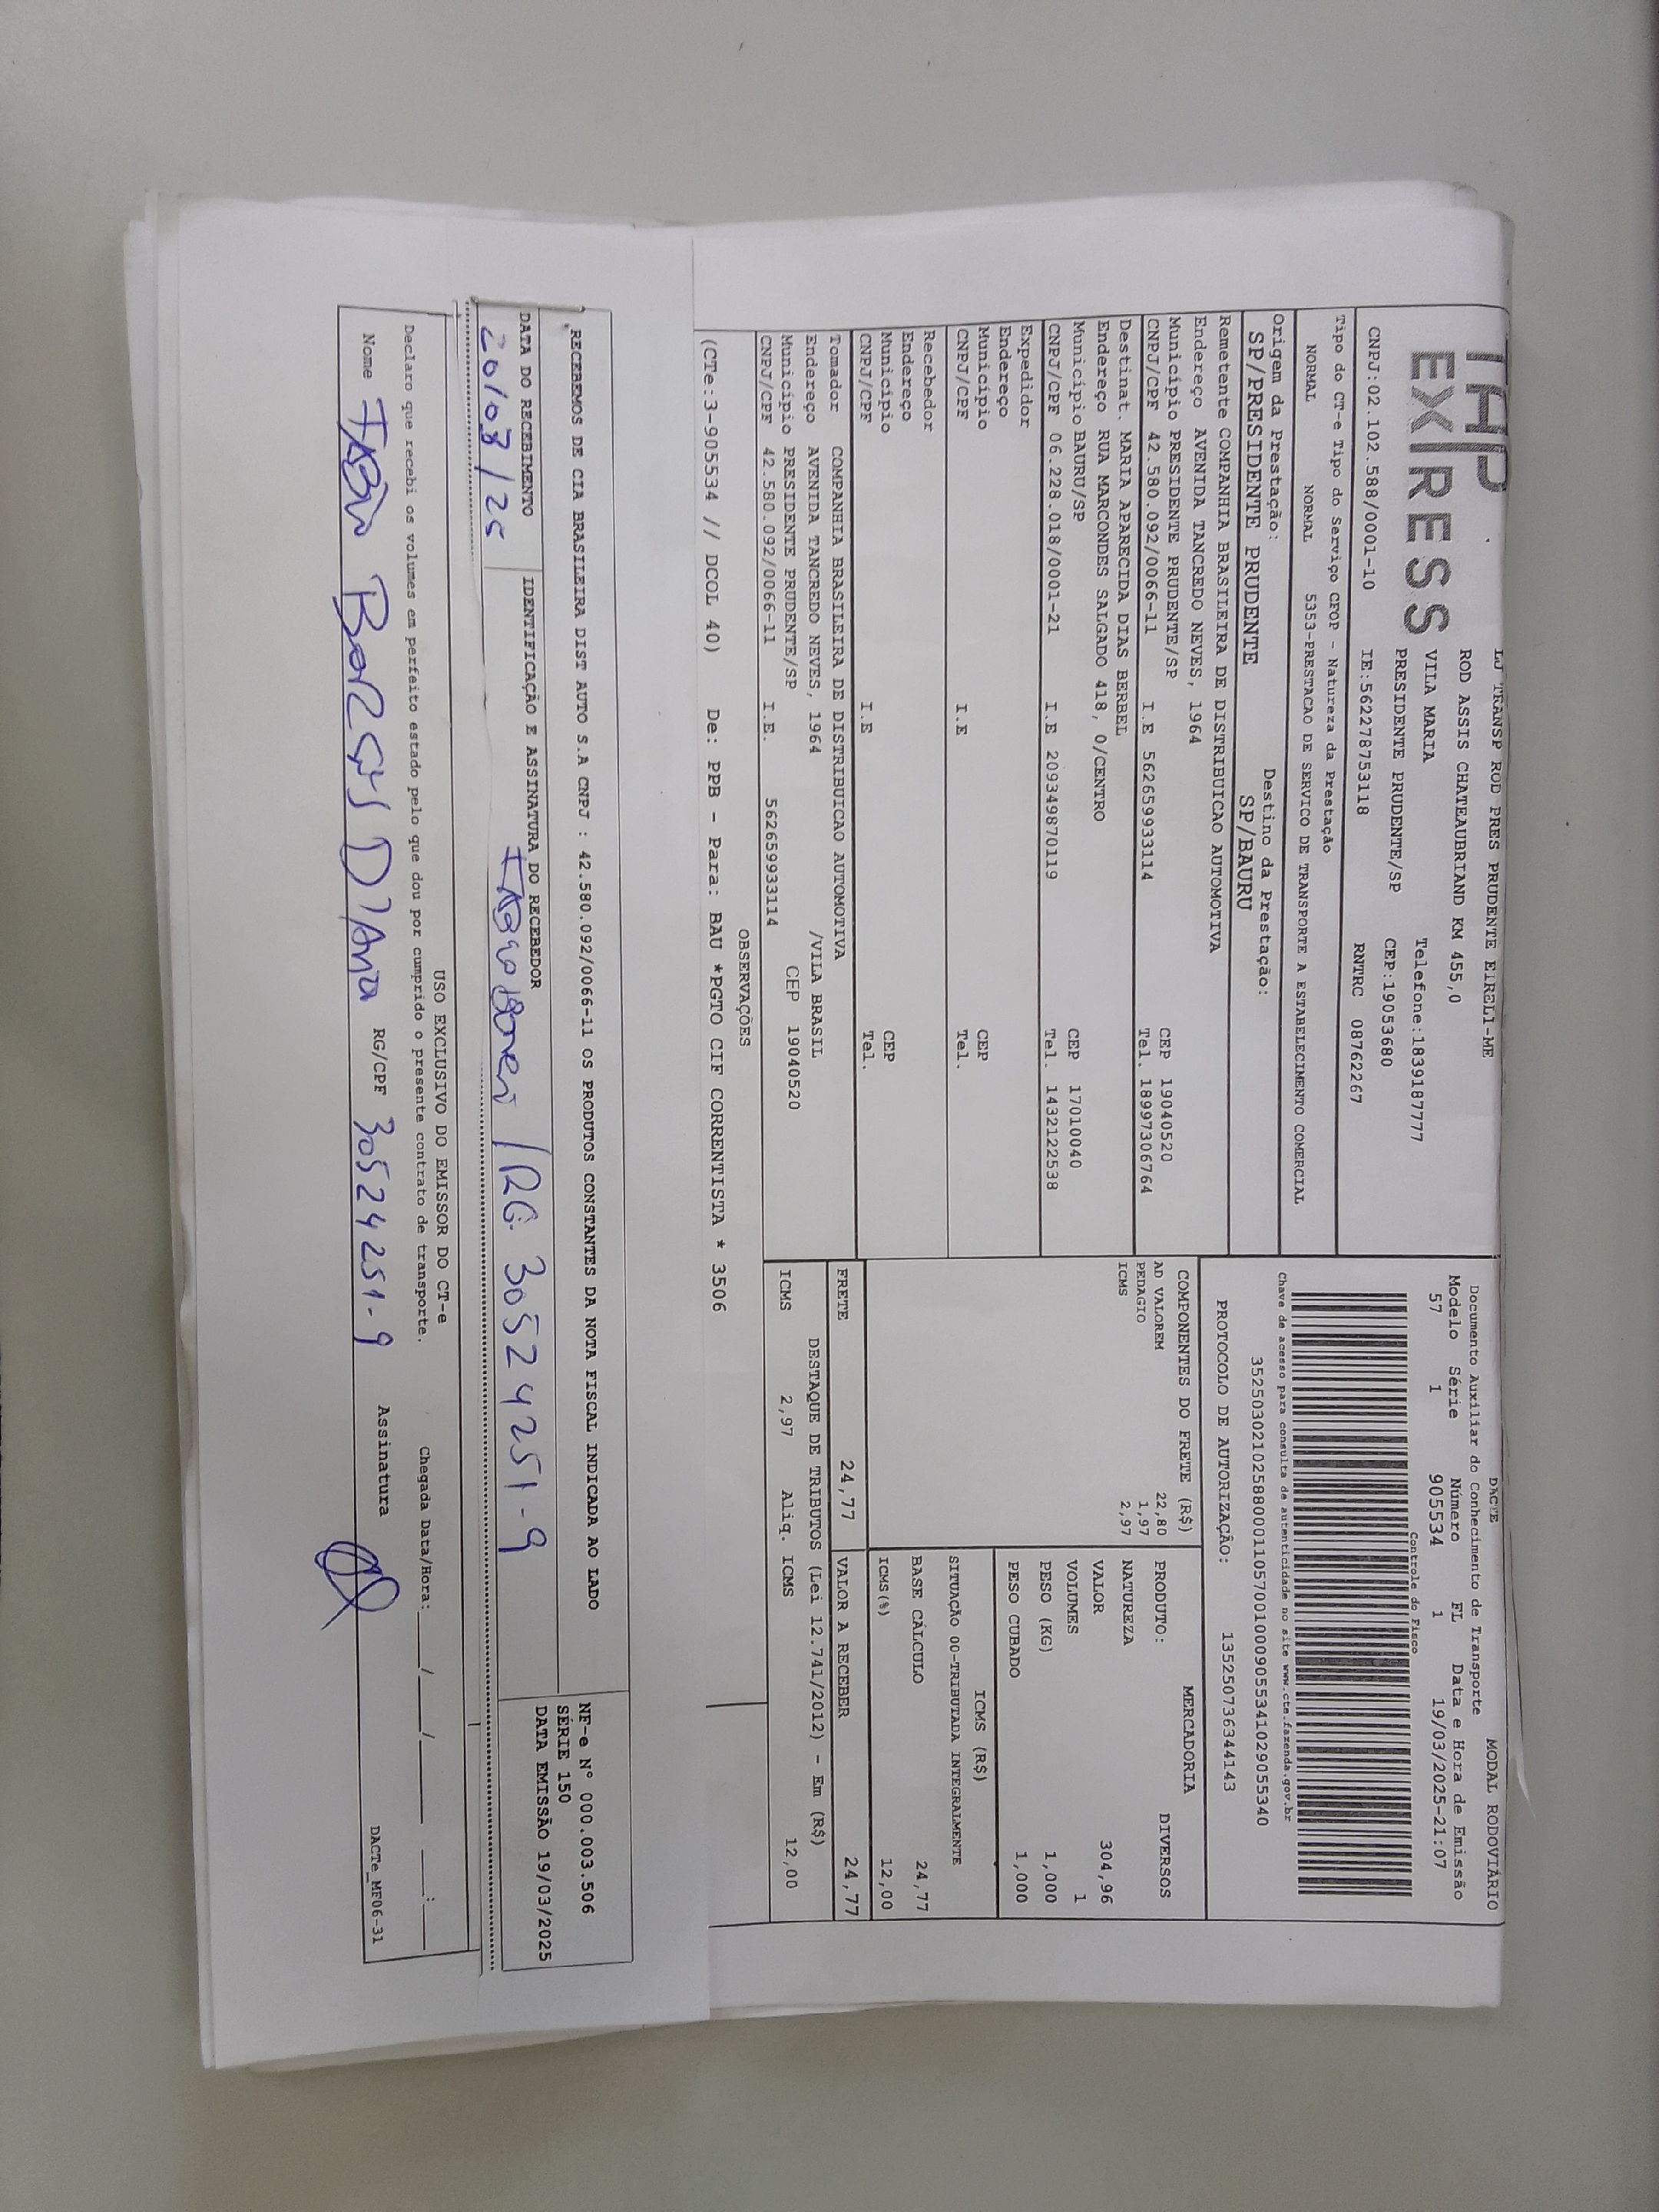 TAP EXPRESS
LJ TRANSP ROD PRES PRUDENTE EIRELI-ME
ROD ASSIS CHATEAUBRIAND KM 455,0
VILA MARIA Telefone:1839187777
PRESIDENTE PRUDENTE/SP CEP:19053680
CNPJ:02.102.588/0001-10 IE:562278753118 RNTRC 08762267
Tipo do CT-e Tipo do Serviço CFOP - Natureza da Prestação
NORMAL NORMAL 5353-PRESTACAO DE SERVICO DE TRANSPORTE A ESTABELECIMENTO COMERCIAL
Origem da Prestação: Destino da Prestação:
SP/PRESIDENTE PRUDENTE SP/BAURU
Remetente COMPANHIA BRASILEIRA DE DISTRIBUICAO AUTOMOTIVA
Endereço AVENIDA TANCREDO NEVES, 1964
Município PRESIDENTE PRUDENTE/SP CEP 19040520
CNPJ/CPF 42.580.092/0066-11 I.E 562659933114 Tel. 18997306764
Destinat. MARIA APARECIDA DIAS BERBEL
Endereço RUA MARCONDES SALGADO 418, 0/CENTRO
Município BAURU/SP CEP 17010040
CNPJ/CPF 06.228.018/0001-21 I.E 209349870119 Tel. 1432122538
Expedidor
Endereço
Município CEP
CNPJ/CPF I.E Tel.
Recebedor
Endereço
Município CEP
CNPJ/CPF I.E Tel.
Tomador COMPANHIA BRASILEIRA DE DISTRIBUICAO AUTOMOTIVA
Endereço AVENIDA TANCREDO NEVES, 1964 /VILA BRASIL
Município PRESIDENTE PRUDENTE/SP CEP 19040520
CNPJ/CPF 42.580.092/0066-11 I.E. 562659933114
DACTE MODAL RODOVIÁRIO
Documento Auxiliar do Conhecimento de Transporte
Modelo Série Número FL Data e Hora de Emissão
57 1 905534 1 19/03/2025-21:07
Controle do Fisco
Chave de acesso para consulta de autenticidade no site www.cte.fazenda.gov.br
35250302102588000110570010009055341029055340
PROTOCOLO DE AUTORIZAÇÃO: 135250736344143
COMPONENTES DO FRETE (R$)
AD VALOREM 22,80
PEDAGIO 1,97
ICMS 2,97
MERCADORIA
PRODUTO: DIVERSOS
NATUREZA
VALOR 304,96
VOLUMES 1
PESO (KG) 1,000
PESO CUBADO 1,000
ICMS (R$)
SITUAÇÃO 00-TRIBUTADA INTEGRALMENTE
BASE CÁLCULO 24,77
ICMS(%) 12,00
FRETE 24,77 VALOR A RECEBER 24,77
DESTAQUE DE TRIBUTOS (Lei 12.741/2012) - Em (R$)
ICMS 2,97 Aliq. ICMS 12,00
OBSERVAÇÕES
(CTe:3-905534 // DCOL 40) De: PPB - Para: BAU *PGTO CIF CORRENTISTA * 3506
RECEBEMOS DE CIA BRASILEIRA DIST AUTO S.A CNPJ : 42.580.092/0066-11 OS PRODUTOS CONSTANTES DA NOTA FISCAL INDICADA AO LADO
NF-e N° 000.003.506
SÉRIE 150
DATA EMISSÃO 19/03/2025
DATA DO RECEBIMENTO IDENTIFICAÇÃO E ASSINATURA DO RECEBEDOR
20/03/25 / RG: 30524251-9
USO EXCLUSIVO DO EMISSOR DO CT-e
Declaro que recebi os volumes em perfeito estado pelo que dou por cumprido o presente contrato de transporte. Chegada Data/Hora: / / :
Nome RG/CPF 30524251-9 Assinatura
DACTe_MF06-31